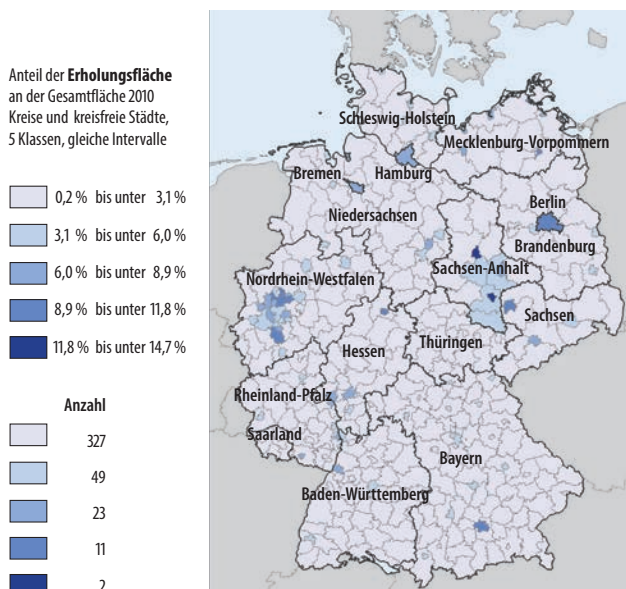 Anteil der Erholungsfläche
an der Gesamtfläche 2010
Kreise und kreisfreie Städte,
5 Klassen, gleiche Intervalle
0,2 % bis unter 3,1 %
3,1 % bis unter 6,0 %
6,0 % bis unter 8,9 %
8,9 % bis unter 11,8 %
11,8 % bis unter 14,7 %
Anzahl
327
49
23
11
2
Schleswig-Holstein
Mecklenburg-Vorpommern
Bremen
Hamburg
Berlin
Niedersachsen
Brandenburg
Sachsen-Anhalt
Nordrhein-Westfalen
Sachsen
Thüringen
Hessen
Rheinland-Pfalz
Saarland
Bayern
Baden-Württemberg